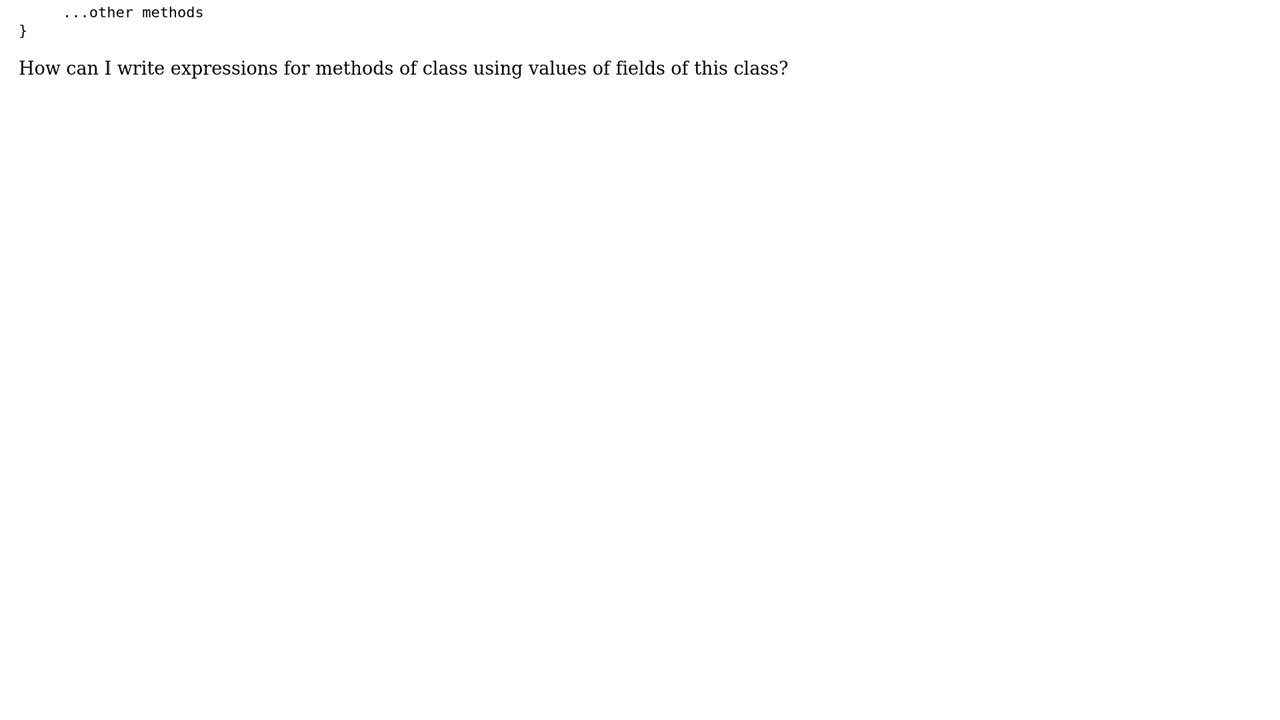 ...other methods
}
How can I write expressions for methods of class using values of fields of this class?